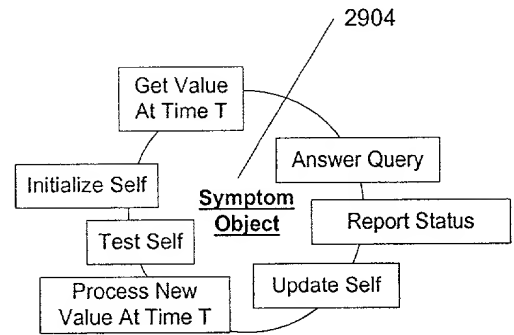 2904
Get Value
At Time T
Answer Query
Initialize Self
Symptom
Object
Report Status
Test Self
Update Self
Process New
Value At Time T